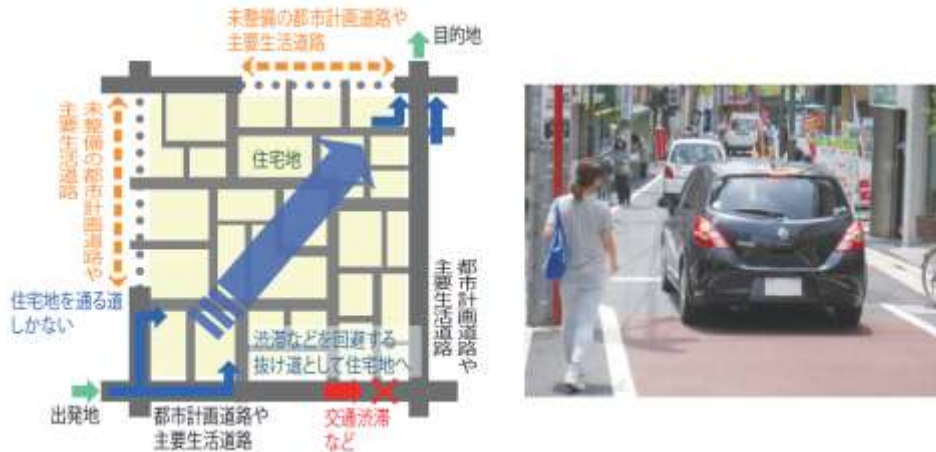 未整備の都市計画道路や
主要生活道路
目的地
未整備の都市計画道路や
主要生活道路
住宅地
住宅地を通る道
しかない
都市計画道路や
主要生活道路
渋滞などを回避する
抜け道として住宅地へ
出発地
都市計画道路や
主要生活道路
交通渋滞
など